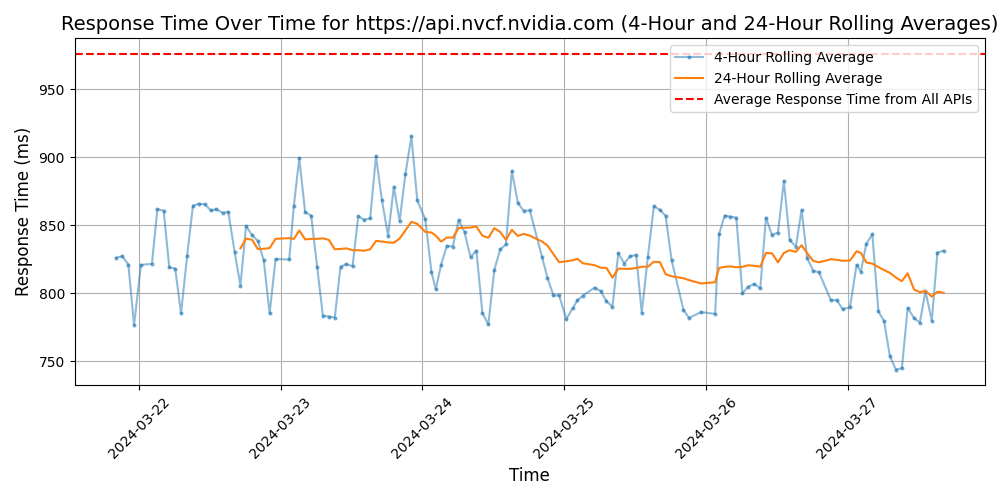 Response Time Over Time for https://api.nvcf.nvidia.com (4-Hour and 24-Hour Rolling Averages)
4-Hour Rolling Average
24-Hour Rolling Average
Average Response Time from All APIs
Response Time (ms)
950
900
850
800
750
2024-03-22
2024-03-23
2024-03-24
2024-03-25
2024-03-26
2024-03-27
Time